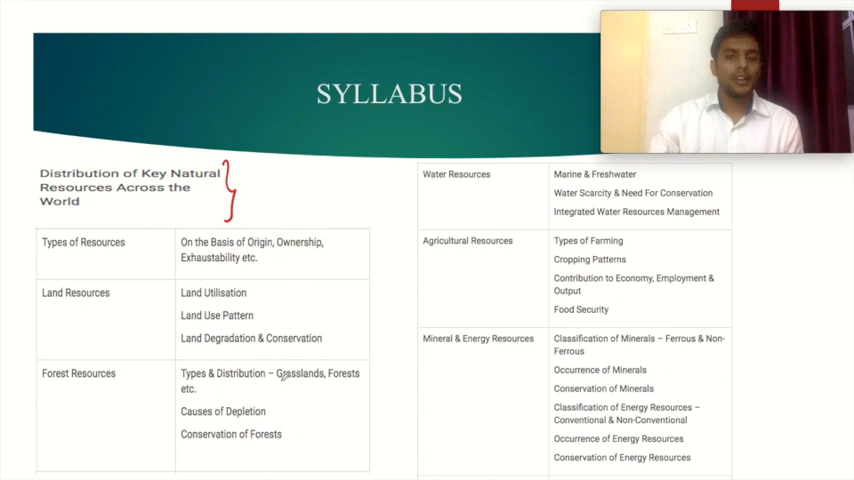 SYLLABUS
Distribution of Key Natural
Resources Across the
World
Types of Resources
On the Basis of Origin, Ownership,
Exhaustability etc.
Land Resources
Land Utilisation
Land Use Pattern
Land Degradation & Conservation
Forest Resources
Types & Distribution – Grasslands, Forests
etc.
Causes of Depletion
Conservation of Forests
Water Resources
Marine & Freshwater
Water Scarcity & Need For Conservation
Integrated Water Resources Management
Agricultural Resources
Types of Farming
Cropping Patterns
Contribution to Economy, Employment &
Output
Food Security
Mineral & Energy Resources
Classification of Minerals – Ferrous & Non-
Ferrous
Occurrence of Minerals
Conservation of Minerals
Classification of Energy Resources –
Conventional & Non-Conventional
Occurrence of Energy Resources
Conservation of Energy Resources